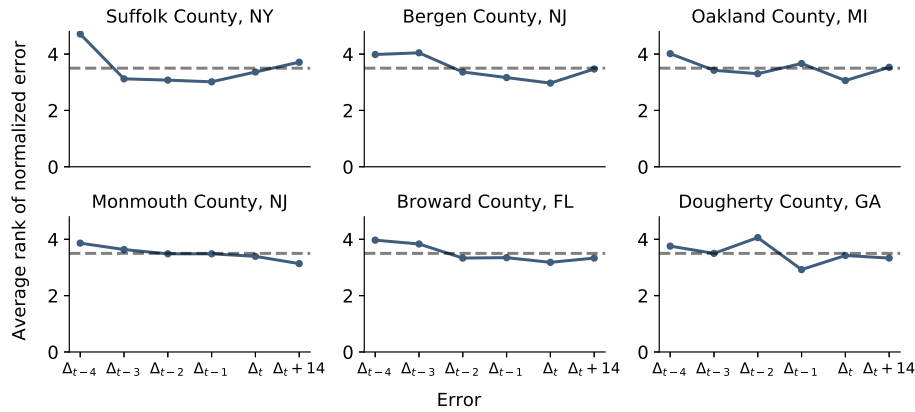 Suffolk County, NY
Bergen County, NJ
Oakland County, MI
Average rank of normalized error
4
2
0
4
2
0
4
2
0
Monmouth County, NJ
Broward County, FL
Dougherty County, GA
4
2
0
4
2
0
4
2
0
Δt−4 Δt−3 Δt−2 Δt−1 Δt Δt + 14
Δt−4 Δt−3 Δt−2 Δt−1 Δt Δt + 14
Δt−4 Δt−3 Δt−2 Δt−1 Δt Δt + 14
Error